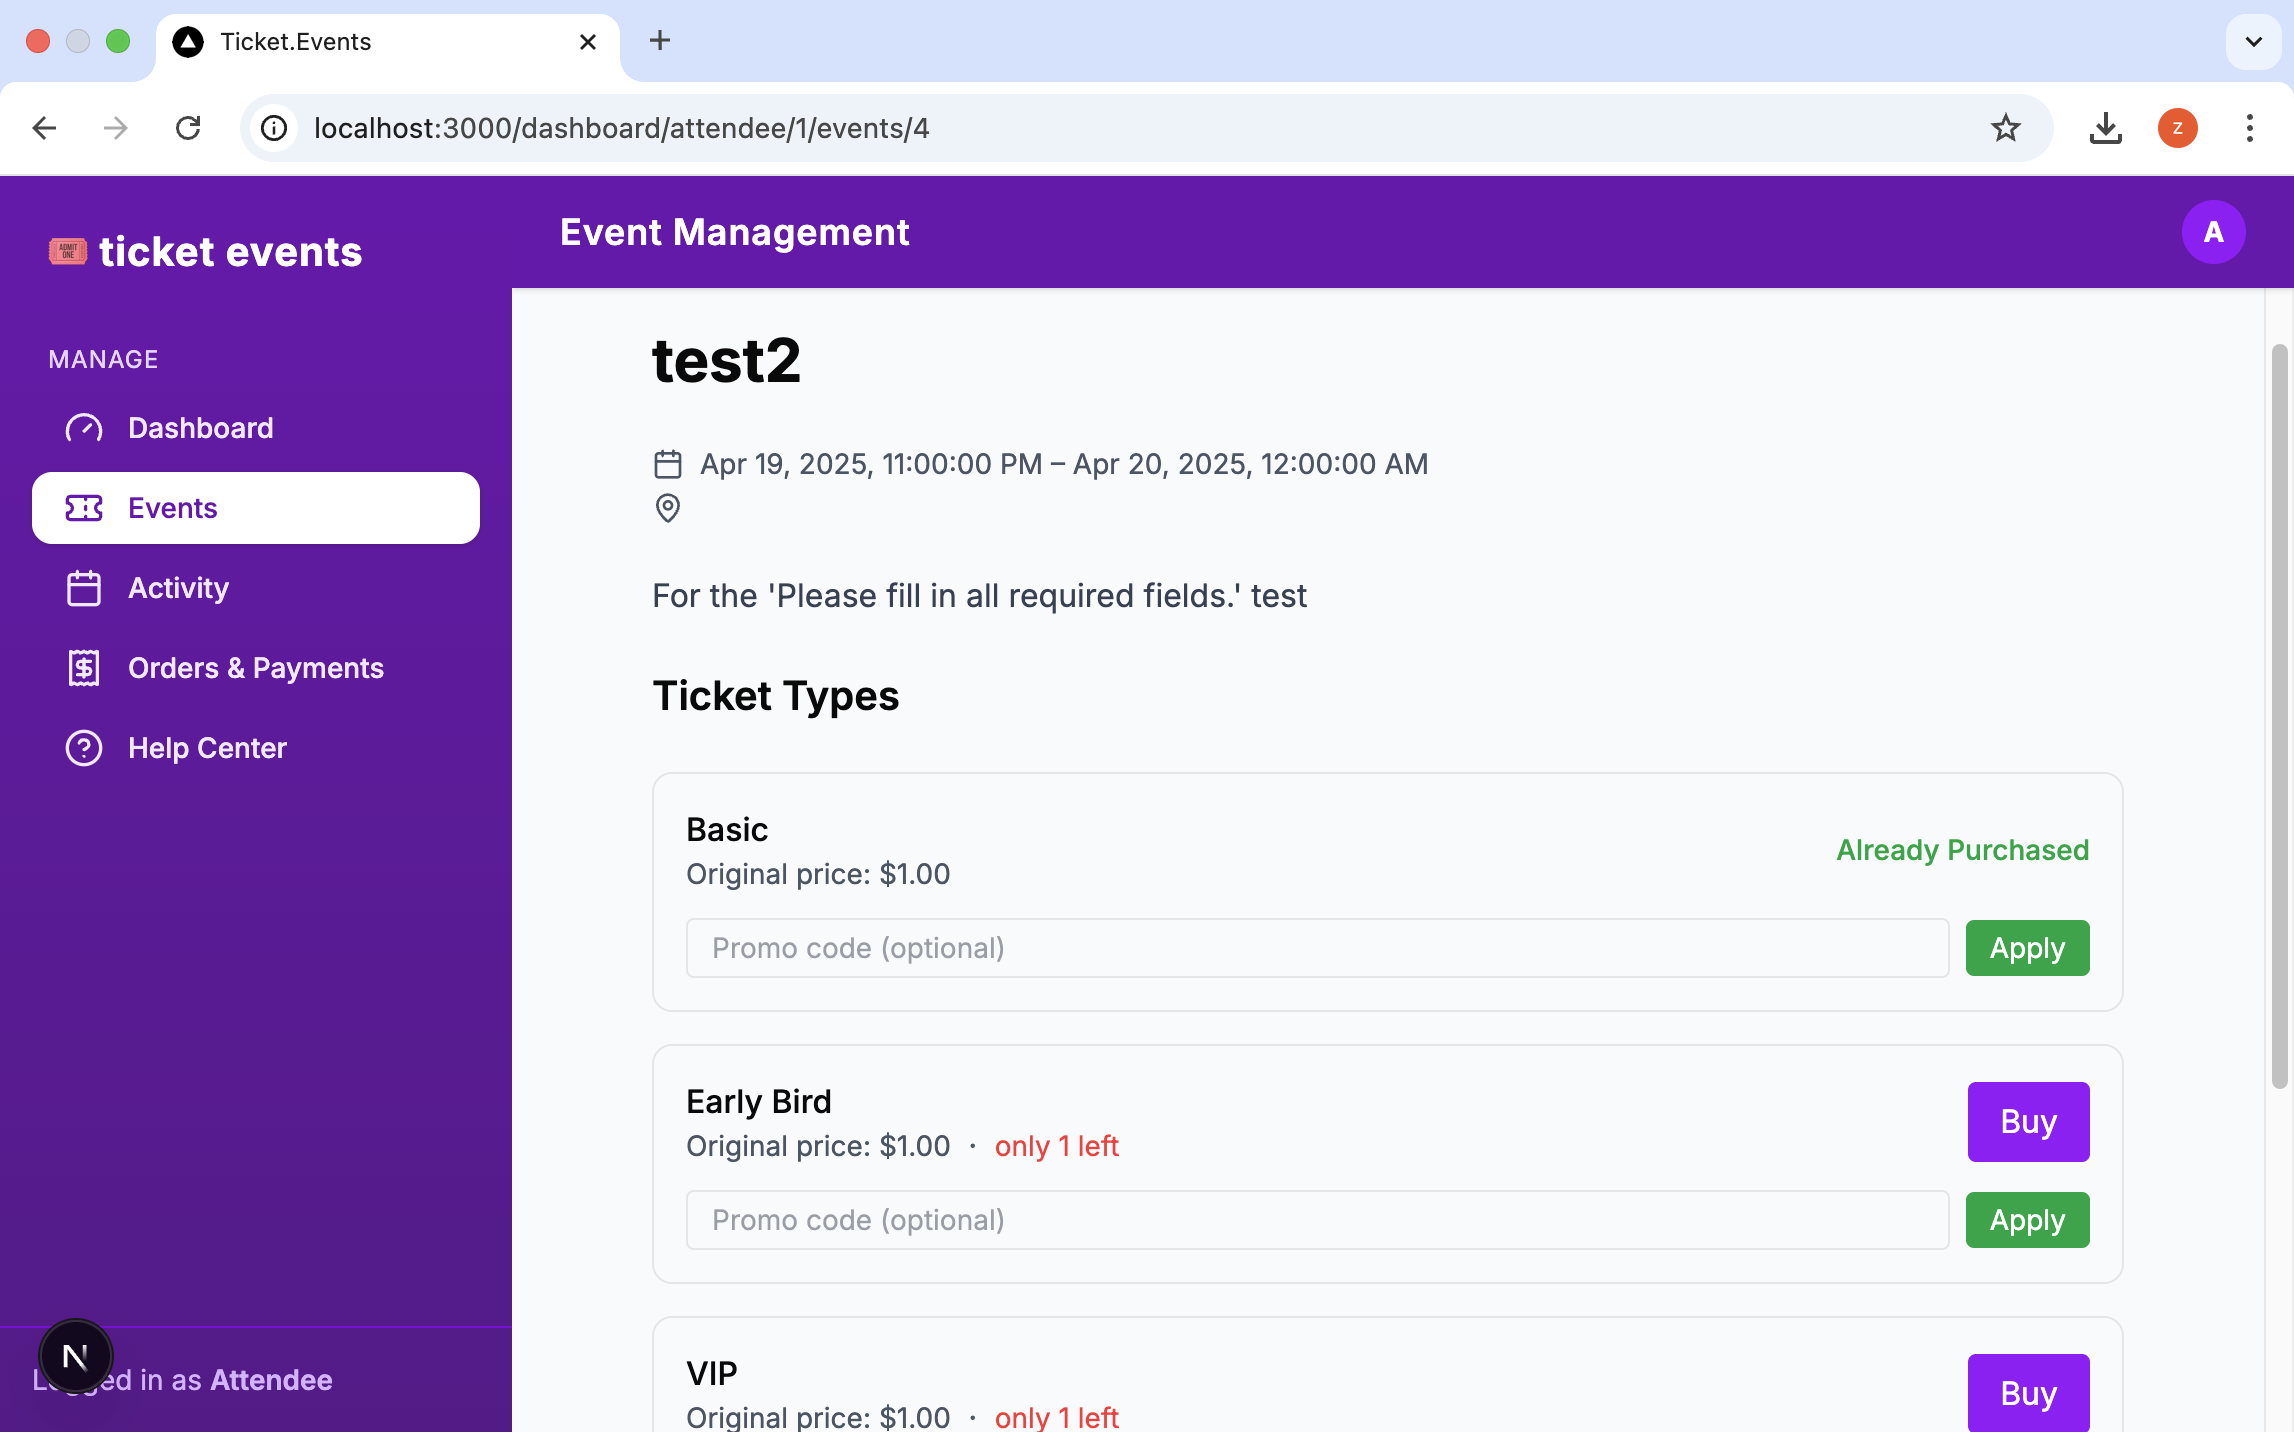 Ticket.Events
localhost:3000/dashboard/attendee/1/events/4
Z
ADMIT
ONE
ticket events
Event Management
A
MANAGE
Dashboard
Events
Activity
Orders & Payments
Help Center
N
in as Attendee
test2
Apr 19, 2025, 11:00:00 PM – Apr 20, 2025, 12:00:00 AM
For the 'Please fill in all required fields.' test
Ticket Types
Basic
Already Purchased
Original price: $1.00
Promo code (optional)
Apply
Early Bird
Buy
Original price: $1.00 · only 1 left
Promo code (optional)
Apply
VIP
Buy
Original price: $1.00 · only 1 left